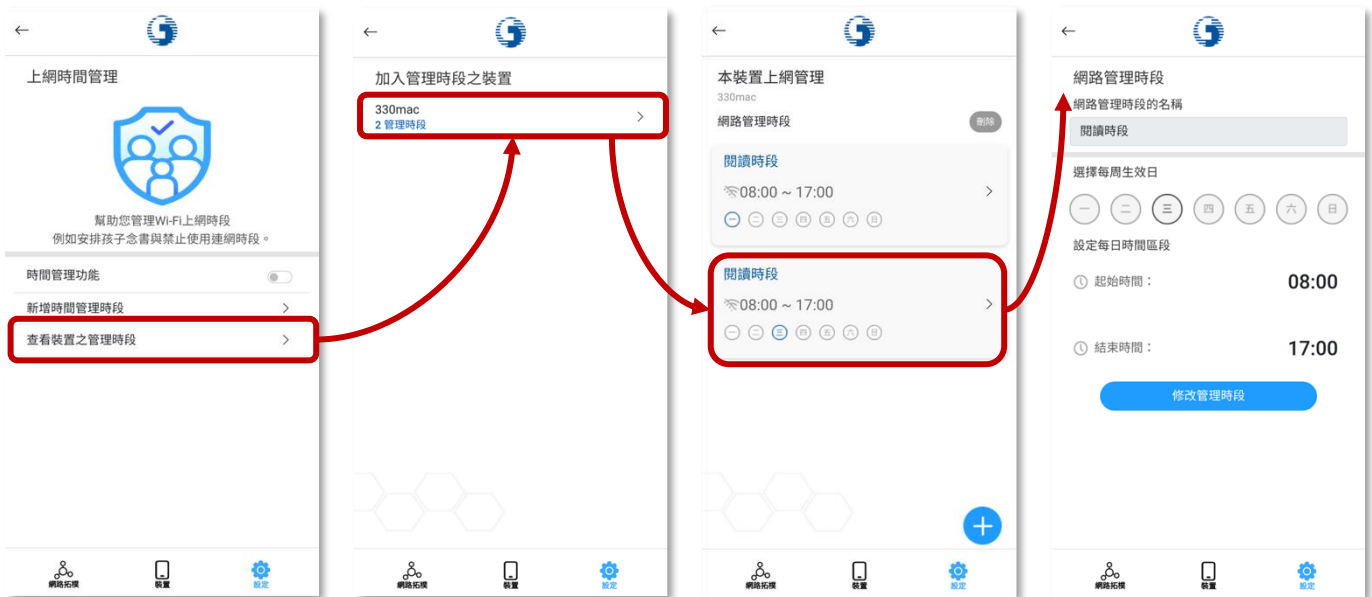 上網時間管理
幫助您管理Wi-Fi上網時段
例如安排孩子念書與禁止使用連網時段。
時間管理功能
新增時間管理時段
查看裝置之管理時段
網路拓樸
裝置
設定
加入管理時段之裝置
330mac
2 管理時段
網路拓樸
裝置
設定
本裝置上網管理
330mac
網路管理時段
刪除
閱讀時段
08:00 ~ 17:00
一 二 三 四 五 六 日
閱讀時段
08:00 ~ 17:00
一 二 三 四 五 六 日
網路拓樸
裝置
設定
網路管理時段
網路管理時段的名稱
閱讀時段
選擇每周生效日
一 二 三 四 五 六 日
設定每日時間區段
起始時間： 08:00
結束時間： 17:00
修改管理時段
網路拓樸
裝置
設定